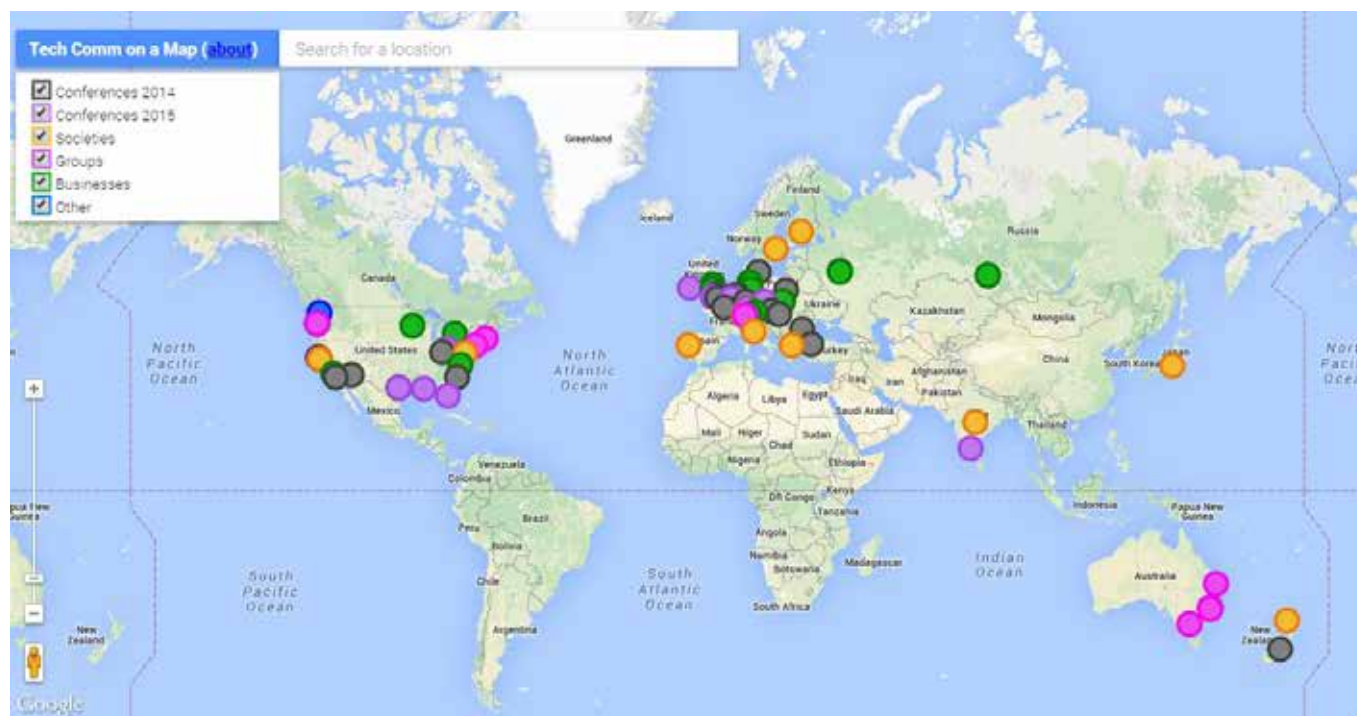 Tech Comm on a Map (about)
Search for a location
Conferences 2014
Conferences 2015
Societies
Groups
Businesses
Other
Greenland
Iceland
Finland
Sweden
Norway
Russia
United
Canada
Ukraine
Kazakhstan
Mongolia
United States
North
Pacific
Ocean
North
Atlantic
Ocean
Turkey
China
South Korea
Afghanistan
Iraq
Iran
Pakistan
Algeria
Libya
Egypt
Saudi Arabia
Mexico
Mali
Niger
Chad
Sudan
Thailand
Nigeria
Ethiopia
Venezuela
Colombia
DR Congo
Kenya
Tanzania
Indonesia
Papua New
Guinea
Peru
Brazil
Angola
Bolivia
Namibia
Botswana
Madagascar
Indian
Ocean
Australia
South
Pacific
Ocean
Chile
South
Atlantic
Ocean
South Africa
Argentina
New
Zealand
New
Google